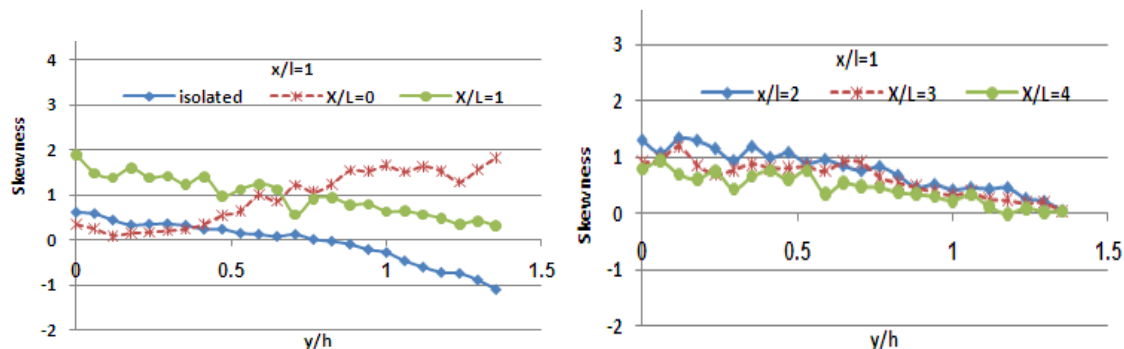 4
3
2
1
0
-1
-2
Skewness
x/l=1
isolated X/L=0 X/L=1
0 0.5 1 1.5
y/h
3
2
1
0
-1
-2
Skewness
x/l=1
x/l=2 X/L=3 X/L=4
0 0.5 1 1.5
y/h